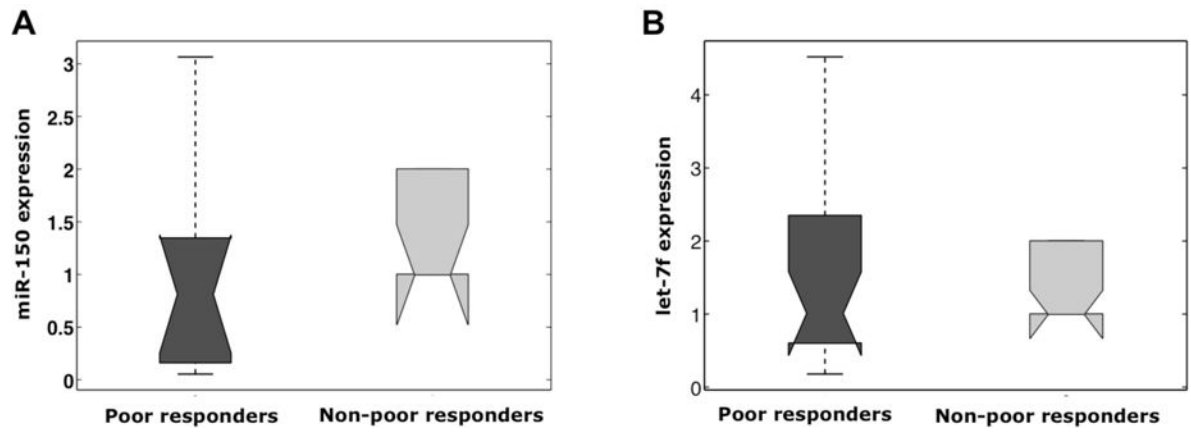 A
miR-150 expression
3
2.5
2
1.5
1
0.5
0
Poor responders
Non-poor responders
B
let-7f expression
4
3
2
1
0
Poor responders
Non-poor responders